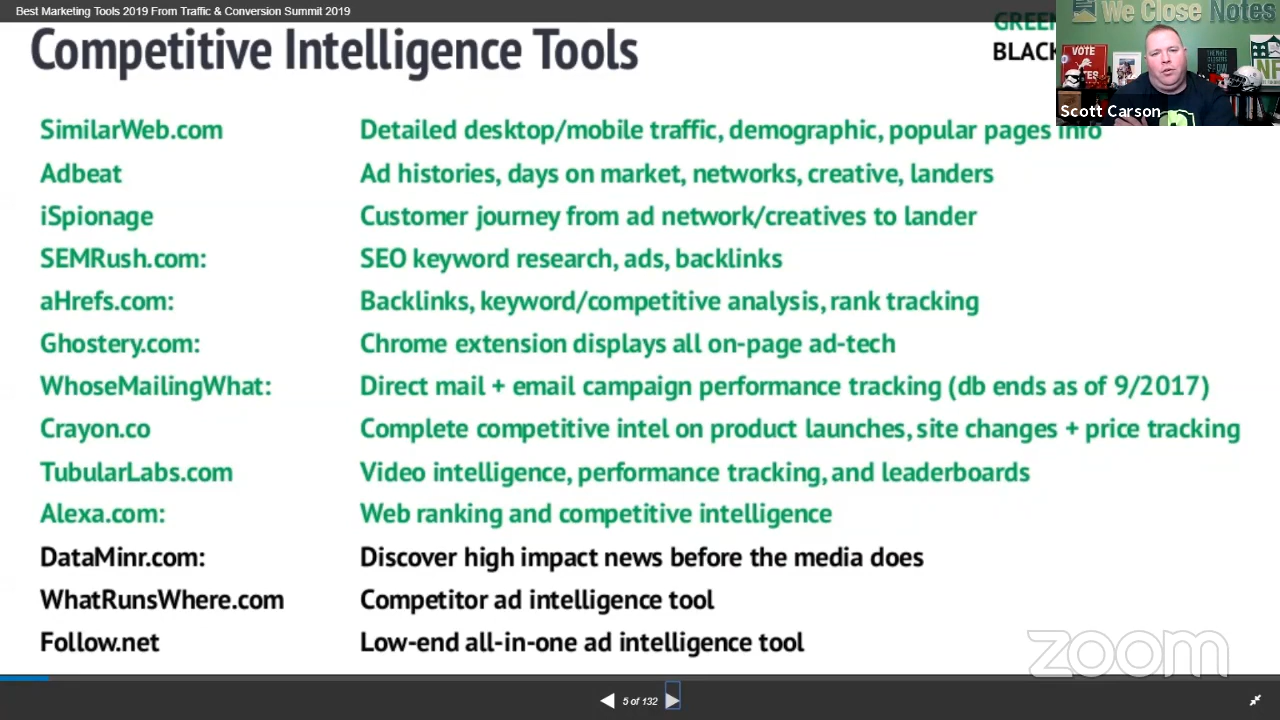 Best Marketing Tools 2019 From Traffic & Conversion Summit 2019
Competitive Intelligence Tools
GREEN
BLACK
We Close Notes
VOTE
Scott Carson
SimilarWeb.com Detailed desktop/mobile traffic, demographic, popular pages info
Adbeat Ad histories, days on market, networks, creative, landers
iSpionage Customer journey from ad network/creatives to lander
SEMRush.com: SEO keyword research, ads, backlinks
aHrefs.com: Backlinks, keyword/competitive analysis, rank tracking
Ghostery.com: Chrome extension displays all on-page ad-tech
WhoseMailingWhat: Direct mail + email campaign performance tracking (db ends as of 9/2017)
Crayon.co Complete competitive intel on product launches, site changes + price tracking
TubularLabs.com Video intelligence, performance tracking, and leaderboards
Alexa.com: Web ranking and competitive intelligence
DataMinr.com: Discover high impact news before the media does
WhatRunsWhere.com Competitor ad intelligence tool
Follow.net Low-end all-in-one ad intelligence tool
zoom
5 of 132